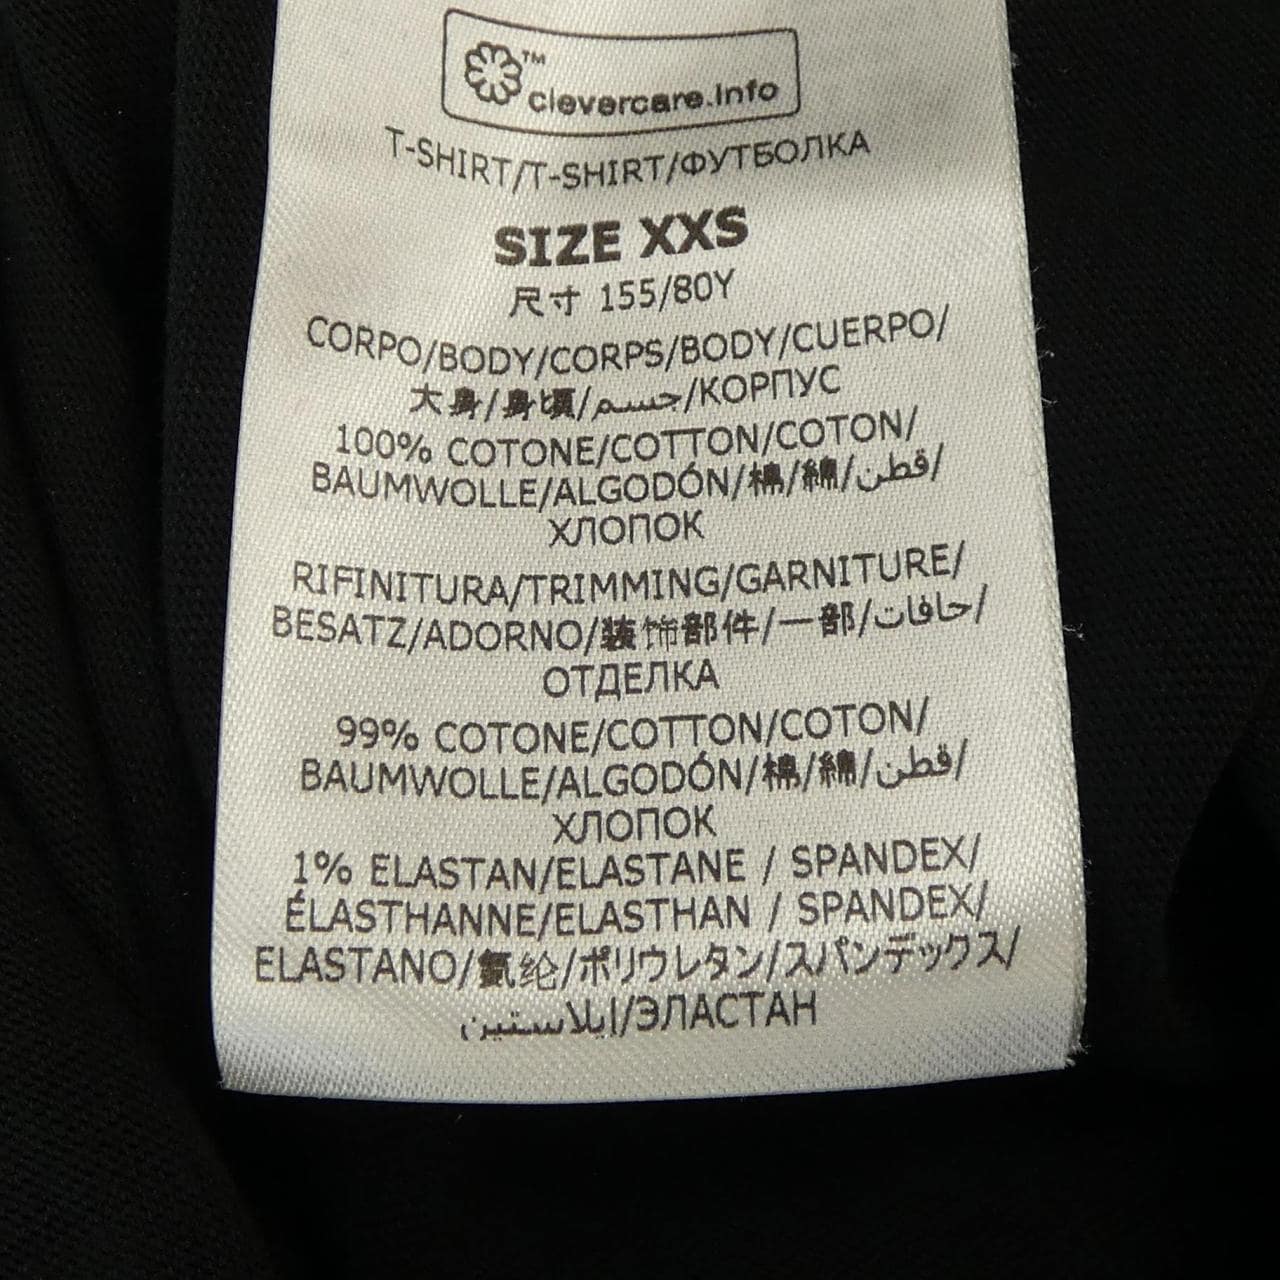 ™ clevercare.info
T-SHIRT/T-SHIRT/ФУТБОЛКА
SIZE XXS
尺寸 155/80Y
CORPO/BODY/CORPS/BODY/CUERPO/
大身/身頃/جسم/КОРПУС
100% COTONE/COTTON/COTON/
BAUMWOLLE/ALGODÓN/棉/綿/قطن/
ХЛОПОК
RIFINITURA/TRIMMING/GARNITURE/
BESATZ/ADORNO/装饰部件/一部/حافات/
ОТДЕЛКА
99% COTONE/COTTON/COTON/
BAUMWOLLE/ALGODÓN/棉/綿/قطن/
ХЛОПОК
1% ELASTAN/ELASTANE / SPANDEX/
ÉLASTHANNE/ELASTHAN / SPANDEX/
ELASTANO/氨纶/ポリウレタン/スパンデックス/
ايلاستين/ЭЛАСТАН